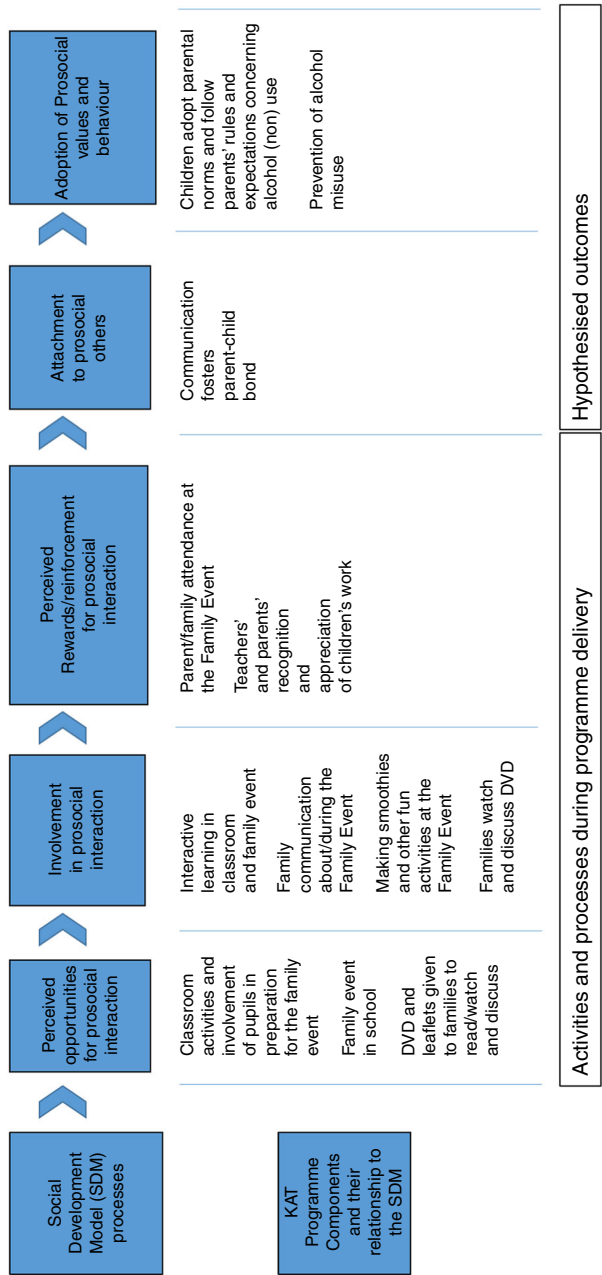 Social
Development
Model (SDM)
processes
Perceived
opportunities
for prosocial
interaction
Involvement
in prosocial
interaction
Perceived
Rewards/reinforcement
for prosocial
interaction
Attachment
to prosocial
others
Adoption of Prosocial
values and
behaviour
KAT
Programme
Components
and their
relationship to
the SDM
Classroom
activities and
involvement
of pupils in
preparation
for the family
event
Family event
in school
DVD and
leaflets given
to families to
read/watch
and discuss
Interactive
learning in
classroom
and family event
Family
communication
about/during the
Family Event
Making smoothies
and other fun
activities at the
Family Event
Families watch
and discuss DVD
Parent/family attendance at
the Family Event
Teachers’
and parents’
recognition
and
appreciation
of children’s work
Communication
fosters
parent-child
bond
Children adopt parental
norms and follow
parents’ rules and
expectations concerning
alcohol (non) use
Prevention of alcohol
misuse
Activities and processes during programme delivery
Hypothesised outcomes